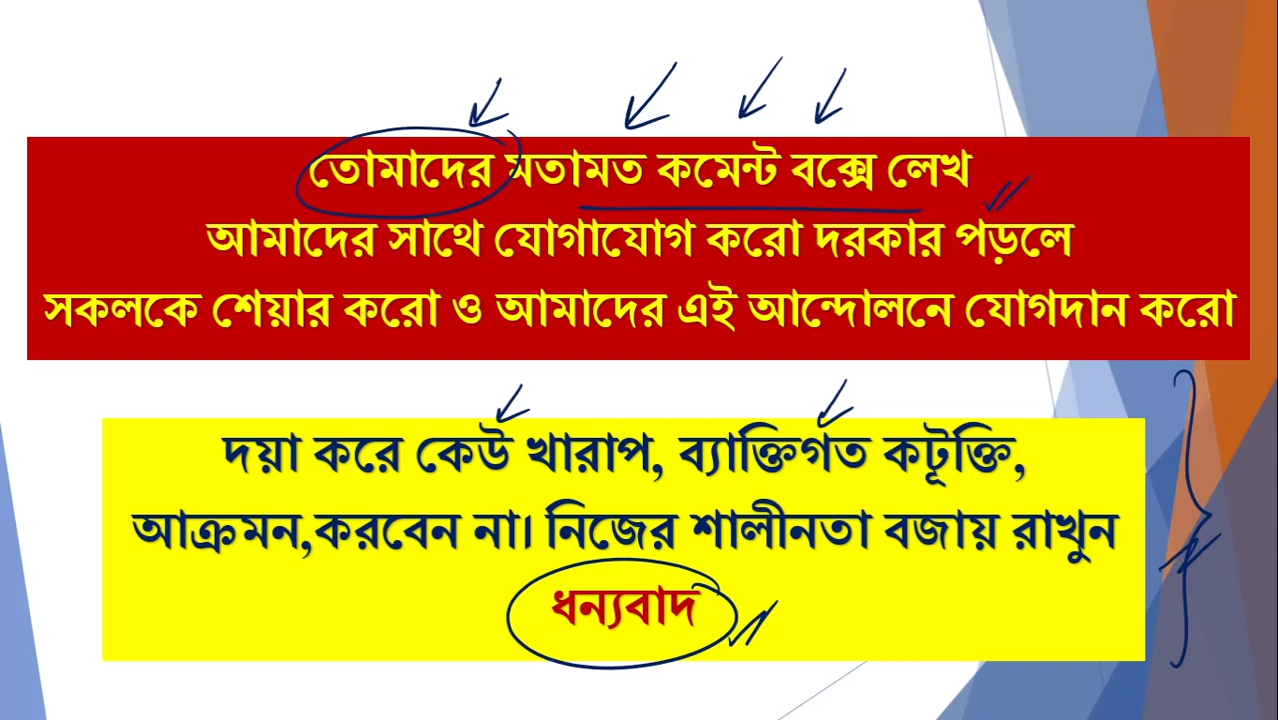 তোমাদের মতামত কমেন্ট বক্সে লেখ
আমাদের সাথে যোগাযোগ করো দরকার পড়লে
সকলকে শেয়ার করো ও আমাদের এই আন্দোলনে যোগদান করো
দয়া করে কেউ খারাপ, ব্যাক্তিগত কটূক্তি,
আক্রমন,করবেন না। নিজের শালীনতা বজায় রাখুন
ধন্যবাদ